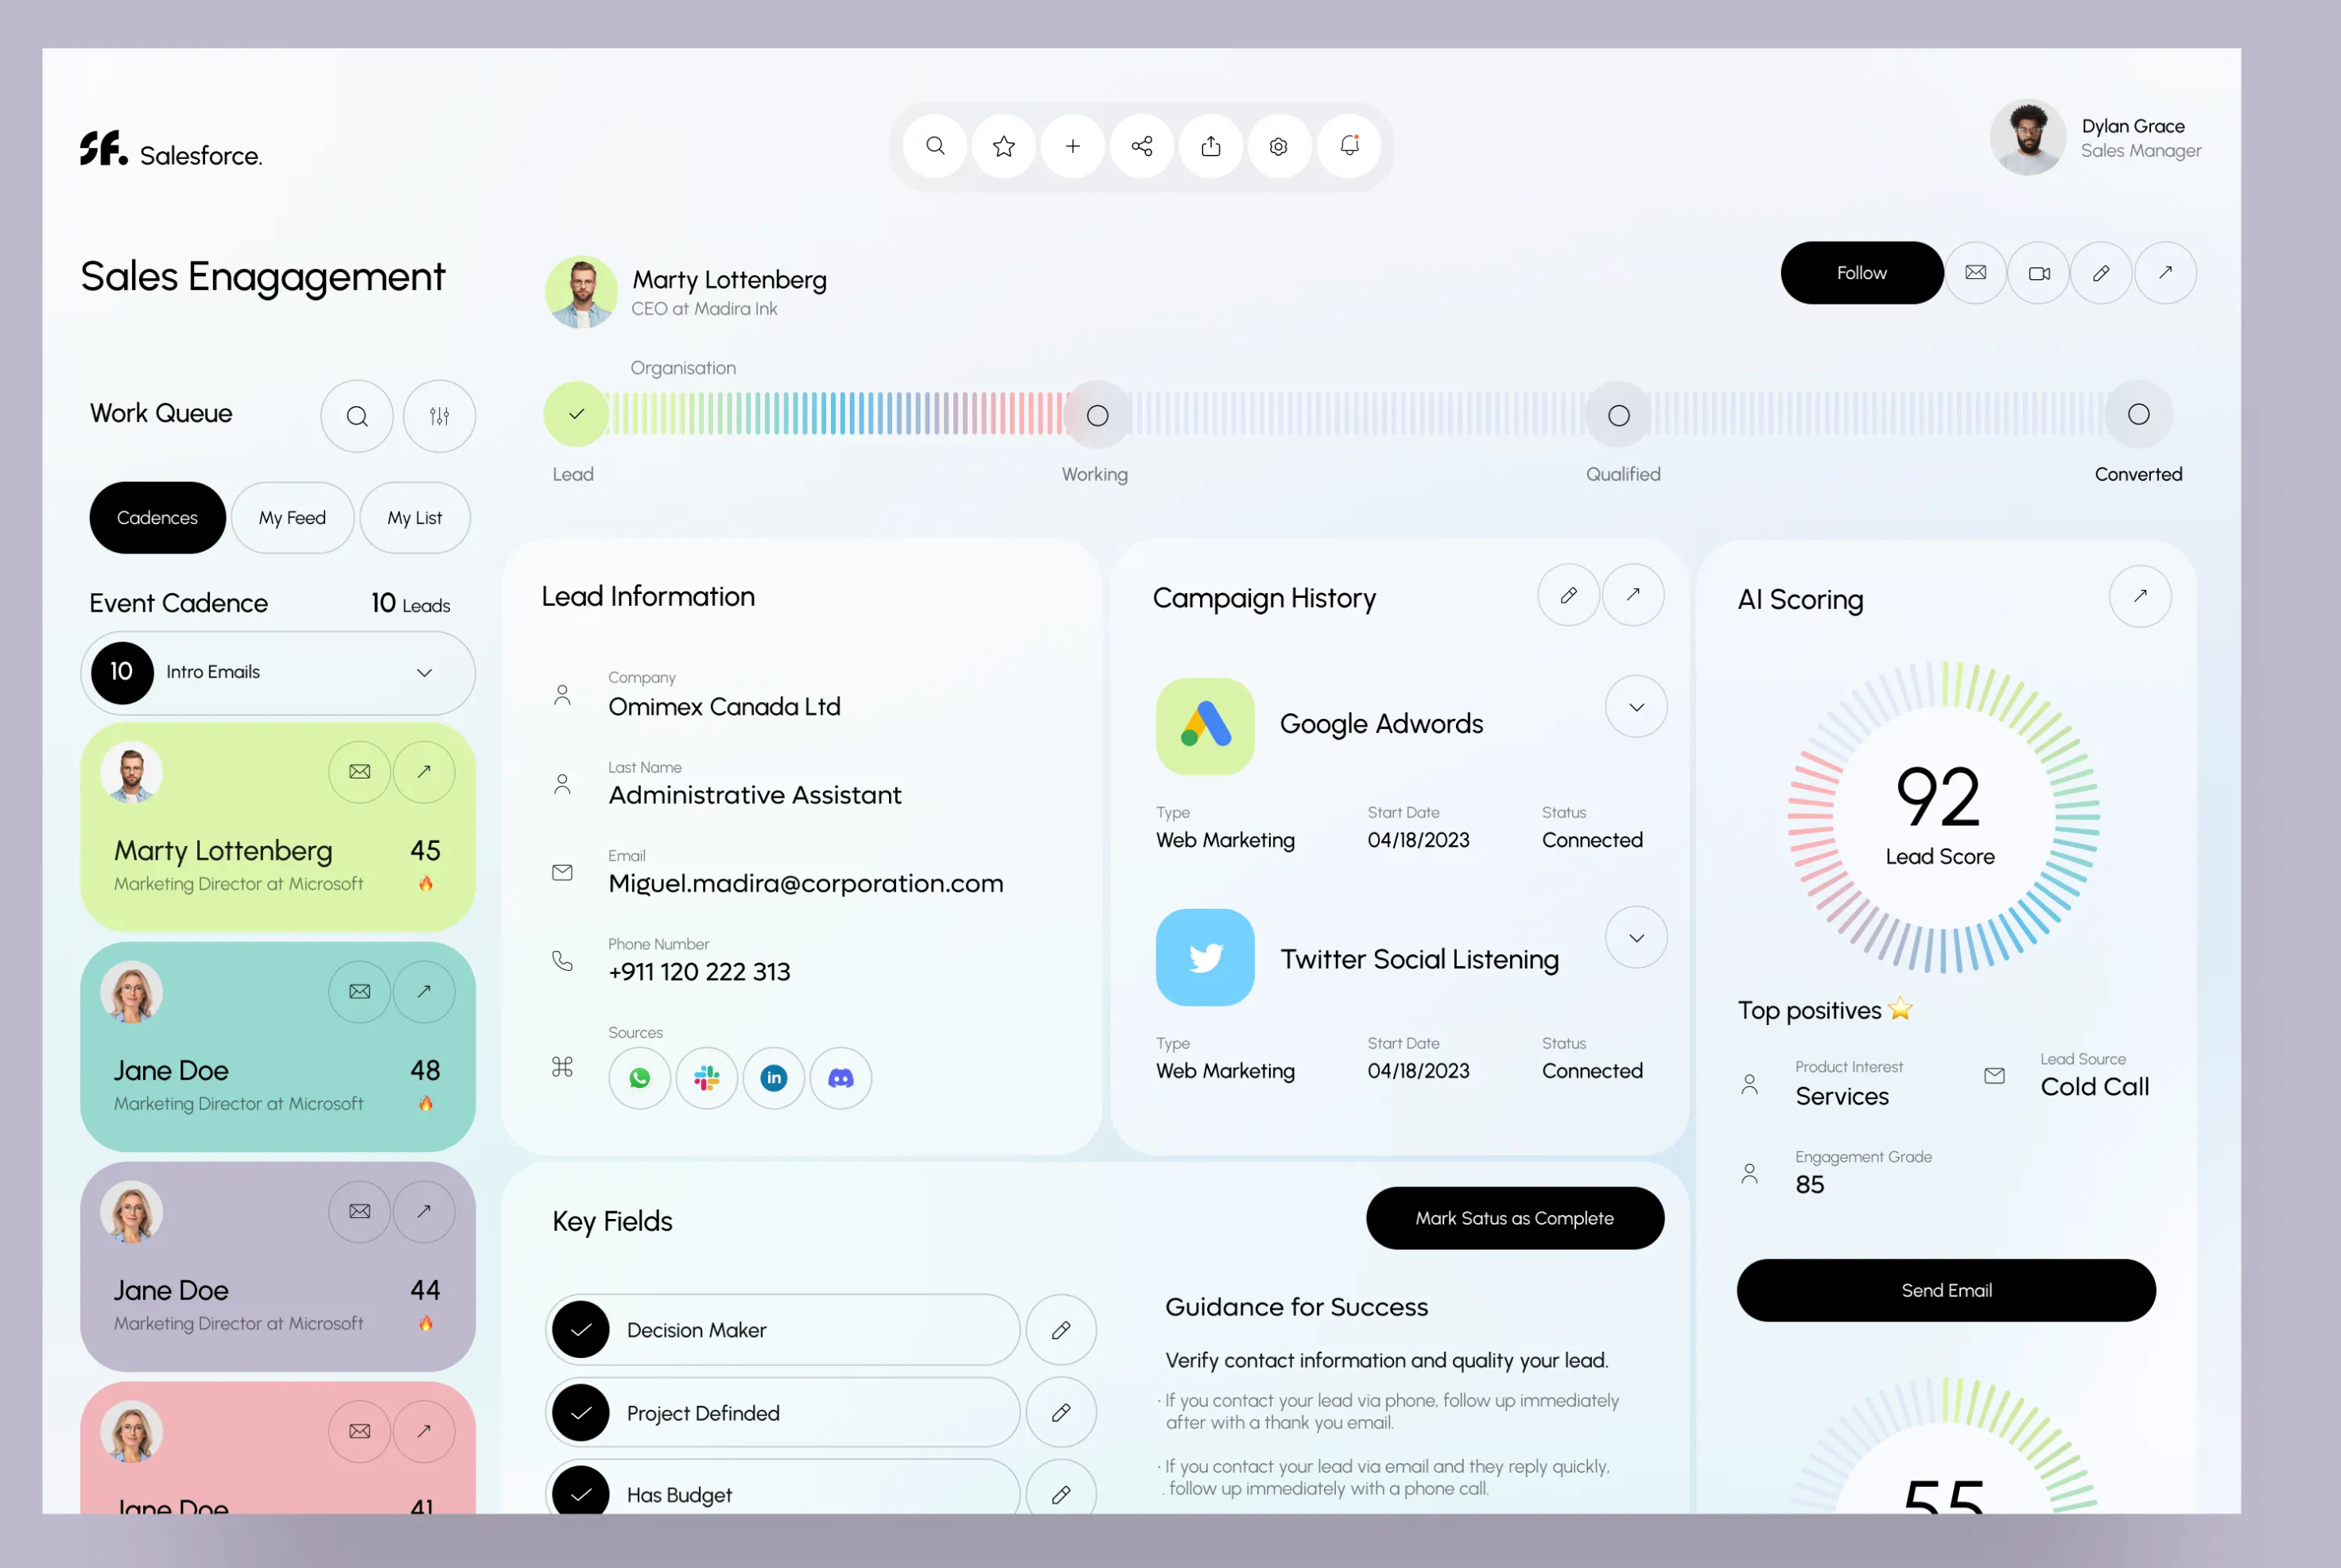 sf. Salesforce.
Dylan Grace
Sales Manager
Sales Enagagement
Marty Lottenberg
CEO at Madira Ink
Follow
Organisation
Lead
Working
Qualified
Converted
Work Queue
Cadences
My Feed
My List
Event Cadence
10 Leads
10 Intro Emails
Marty Lottenberg 45
Marketing Director at Microsoft
Jane Doe 48
Marketing Director at Microsoft
Jane Doe 44
Marketing Director at Microsoft
Jane Doe 41
Lead Information
Company
Omimex Canada Ltd
Last Name
Administrative Assistant
Email
Miguel.madira@corporation.com
Phone Number
+911 120 222 313
Sources
in
Campaign History
Google Adwords
Type Start Date Status
Web Marketing 04/18/2023 Connected
Twitter Social Listening
Type Start Date Status
Web Marketing 04/18/2023 Connected
AI Scoring
92
Lead Score
Top positives
Product Interest
Services
Lead Source
Cold Call
Engagement Grade
85
Send Email
55
Key Fields
Mark Satus as Complete
Decision Maker
Project Definded
Has Budget
Guidance for Success
Verify contact information and quality your lead.
· If you contact your lead via phone, follow up immediately
after with a thank you email.
· If you contact your lead via email and they reply quickly,
. follow up immediately with a phone call.